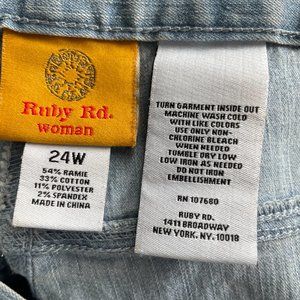 Ruby Rd.
woman
24W
54% RAMIE
33% COTTON
11% POLYESTER
2% SPANDEX
MADE IN CHINA
TURN GARMENT INSIDE OUT
MACHINE WASH COLD
WITH LIKE COLORS
USE ONLY NON-
CHLORINE BLEACH
WHEN NEEDED
TUMBLE DRY LOW
LOW IRON AS NEEDED
DO NOT IRON
EMBELLISHMENT
RN 107680
RUBY RD.
1411 BROADWAY
NEW YORK, NY. 10018